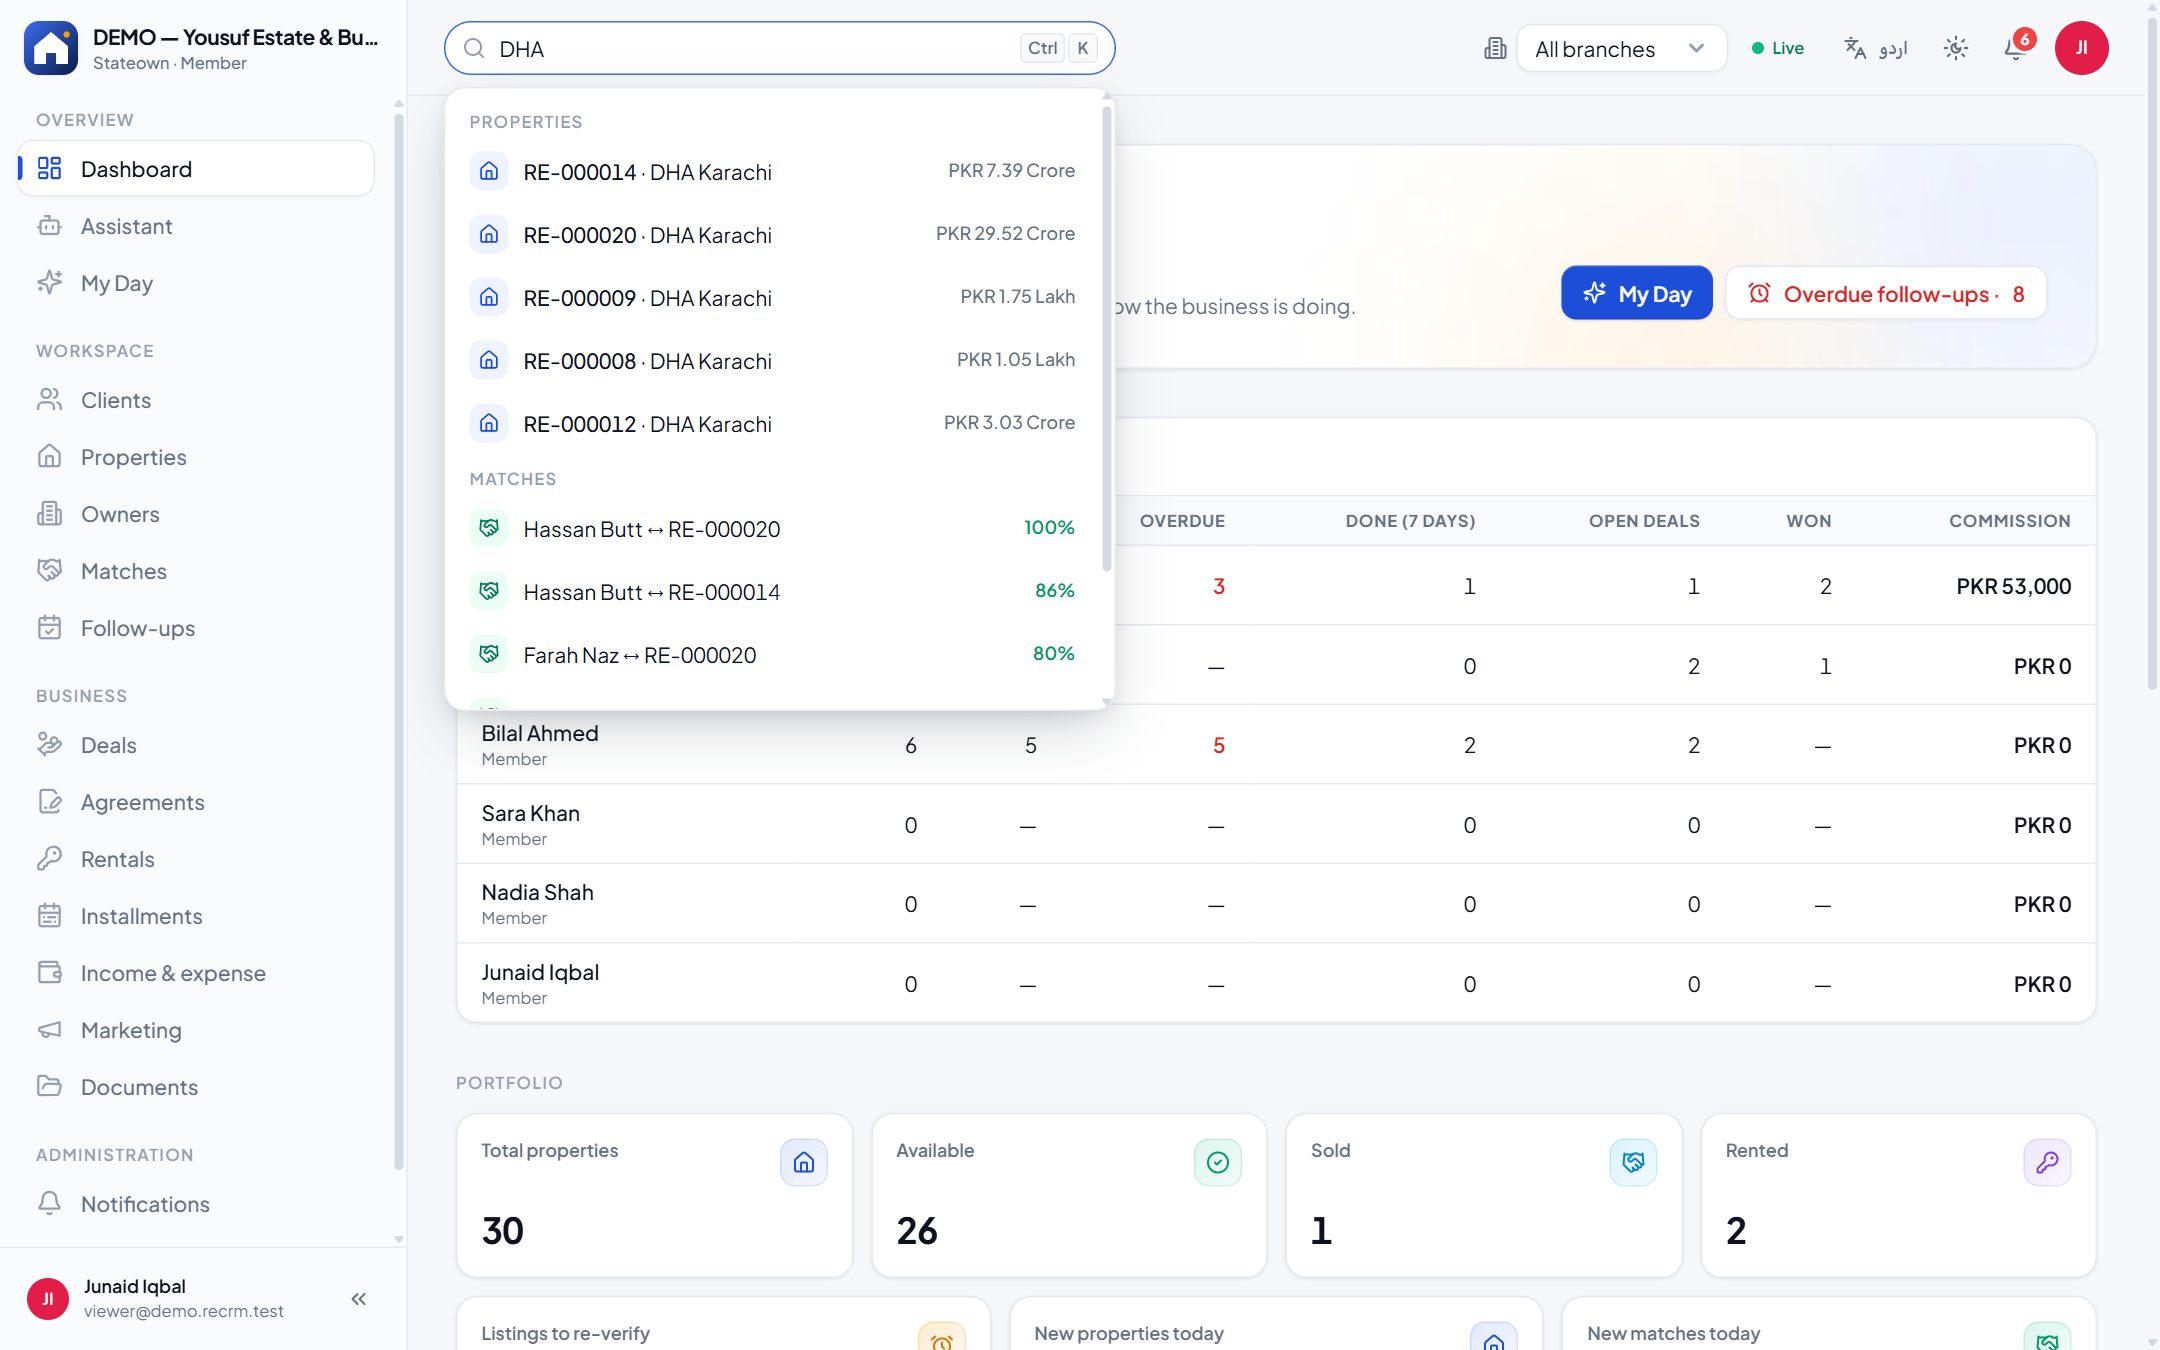 DEMO — Yousuf Estate & Bu...
Stateown · Member
OVERVIEW
Dashboard
Assistant
My Day
WORKSPACE
Clients
Properties
Owners
Matches
Follow-ups
BUSINESS
Deals
Agreements
Rentals
Installments
Income & expense
Marketing
Documents
ADMINISTRATION
Notifications
JI
Junaid Iqbal
viewer@demo.recrm.test
DHA
Ctrl K
All branches
Live
اردو
6
JI
PROPERTIES
RE-000014 · DHA Karachi PKR 7.39 Crore
RE-000020 · DHA Karachi PKR 29.52 Crore
RE-000009 · DHA Karachi PKR 1.75 Lakh
RE-000008 · DHA Karachi PKR 1.05 Lakh
RE-000012 · DHA Karachi PKR 3.03 Crore
MATCHES
Hassan Butt ↔ RE-000020 100%
Hassan Butt ↔ RE-000014 86%
Farah Naz ↔ RE-000020 80%
ow the business is doing.
My Day
Overdue follow-ups · 8
OVERDUE DONE (7 DAYS) OPEN DEALS WON COMMISSION
3 1 1 2 PKR 53,000
— 0 2 1 PKR 0
Bilal Ahmed 6 5 5 2 2 — PKR 0
Member
Sara Khan 0 — — 0 0 — PKR 0
Member
Nadia Shah 0 — — 0 0 — PKR 0
Member
Junaid Iqbal 0 — — 0 0 — PKR 0
Member
PORTFOLIO
Total properties
30
Available
26
Sold
1
Rented
2
Listings to re-verify
New properties today
New matches today